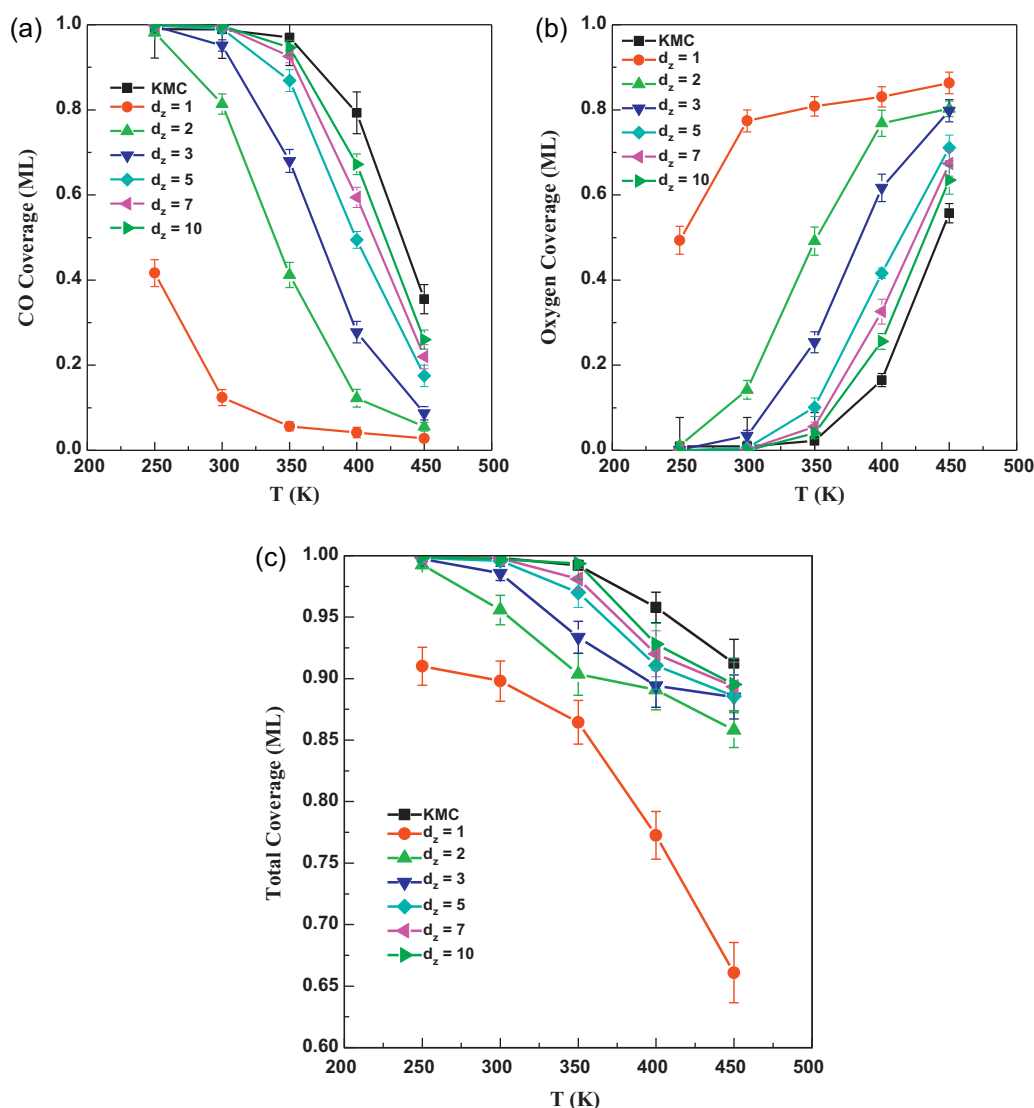 (a)
1.0
0.8
0.6
0.4
0.2
0.0
CO Coverage (ML)
KMC
d_z = 1
d_z = 2
d_z = 3
d_z = 5
d_z = 7
d_z = 10
200 250 300 350 400 450 500
T (K)
(b)
1.0
0.8
0.6
0.4
0.2
0.0
Oxygen Coverage (ML)
KMC
d_z = 1
d_z = 2
d_z = 3
d_z = 5
d_z = 7
d_z = 10
200 250 300 350 400 450 500
T (K)
(c)
1.00
0.95
0.90
0.85
0.80
0.75
0.70
0.65
0.60
Total Coverage (ML)
KMC
d_z = 1
d_z = 2
d_z = 3
d_z = 5
d_z = 7
d_z = 10
200 250 300 350 400 450 500
T (K)